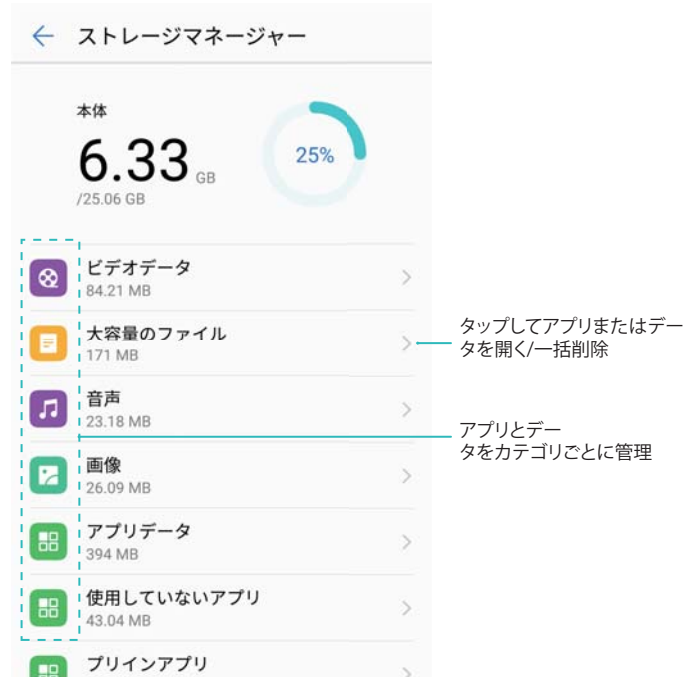 ストレージマネージャー
本体
6.33 GB
/25.06 GB
25%
ビデオデータ
84.21 MB
大容量のファイル
171 MB
タップしてアプリまたはデー
タを開く/一括削除
音声
23.18 MB
アプリとデー
タをカテゴリごとに管理
画像
26.09 MB
アプリデータ
394 MB
使用していないアプリ
43.04 MB
プリインアプリ